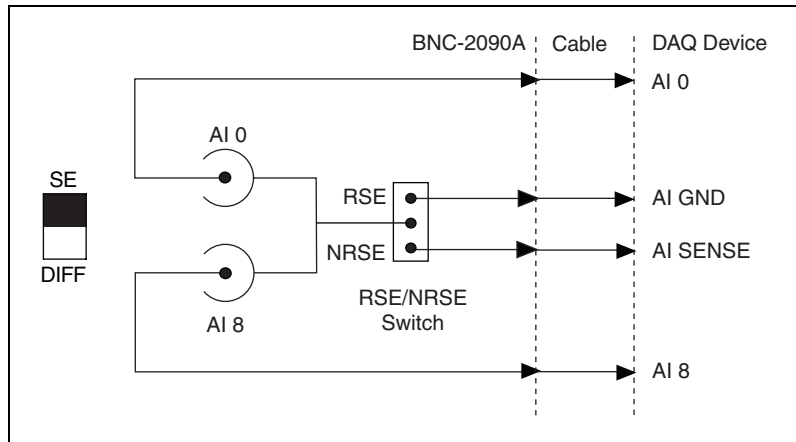 BNC-2090A Cable DAQ Device
AI 0
AI 0
SE
RSE
AI GND
NRSE
AI SENSE
DIFF
RSE/NRSE
Switch
AI 8
AI 8